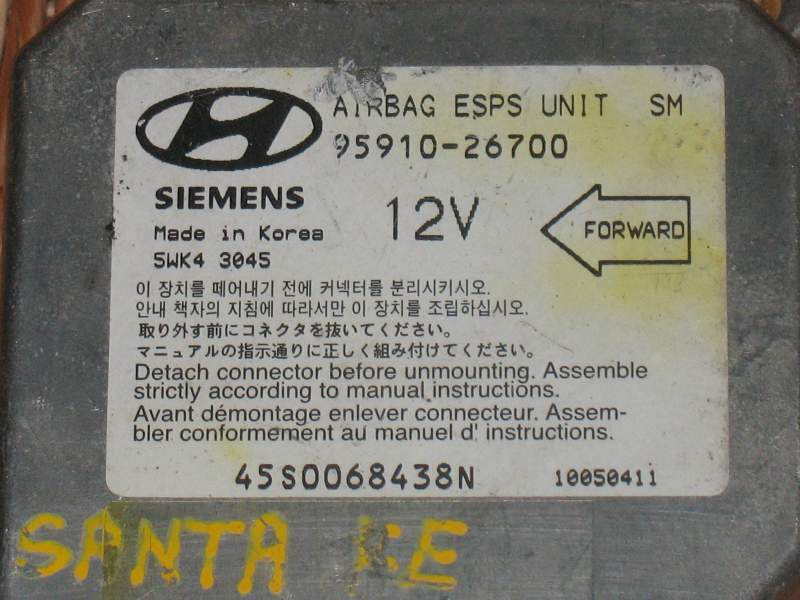 AIRBAG ESPS UNIT SM
95910-26700
SIEMENS
12V
FORWARD
Made in Korea
5WK4 3045
이 장치를 떼어내기 전에 커넥터를 분리시키시오.
안내 책자의 지침에 따라서만 이 장치를 조립하십시오.
取り外す前にコネクタを抜いてください。
マニュアルの指示通りに正しく組み付けてください。
Detach connector before unmounting. Assemble
strictly according to manual instructions.
Avant démontage enlever connecteur. Assem-
bler conformement au manuel d' instructions.
45S0068438N 10050411
SANTA